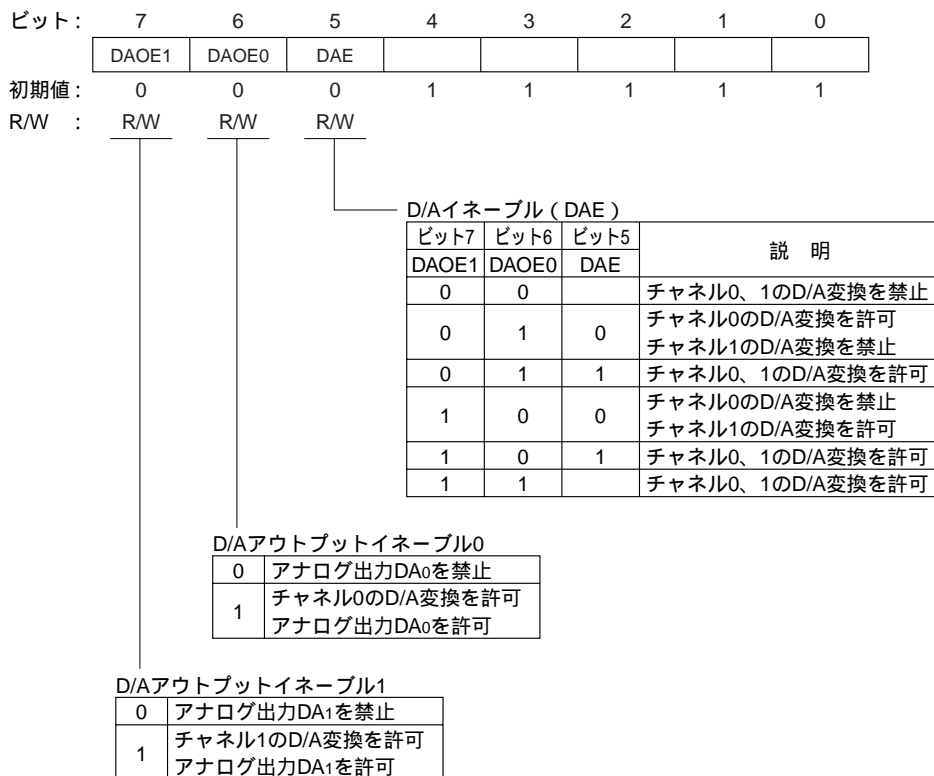 ビット: 7 6 5 4 3 2 1 0
DAOE1 DAOE0 DAE
初期値: 0 0 0 1 1 1 1 1
R/W : R/W R/W R/W
D/Aイネーブル(DAE)
ビット7 ビット6 ビット5 説 明
DAOE1 DAOE0 DAE
0 0 チャネル0、1のD/A変換を禁止
0 1 0 チャネル0のD/A変換を許可
チャネル1のD/A変換を禁止
0 1 1 チャネル0、1のD/A変換を許可
1 0 0 チャネル0のD/A変換を禁止
チャネル1のD/A変換を許可
1 0 1 チャネル0、1のD/A変換を許可
1 1 チャネル0、1のD/A変換を許可
D/Aアウトプットイネーブル0
0 アナログ出力DA0を禁止
1 チャネル0のD/A変換を許可
アナログ出力DA0を許可
D/Aアウトプットイネーブル1
0 アナログ出力DA1を禁止
1 チャネル1のD/A変換を許可
アナログ出力DA1を許可